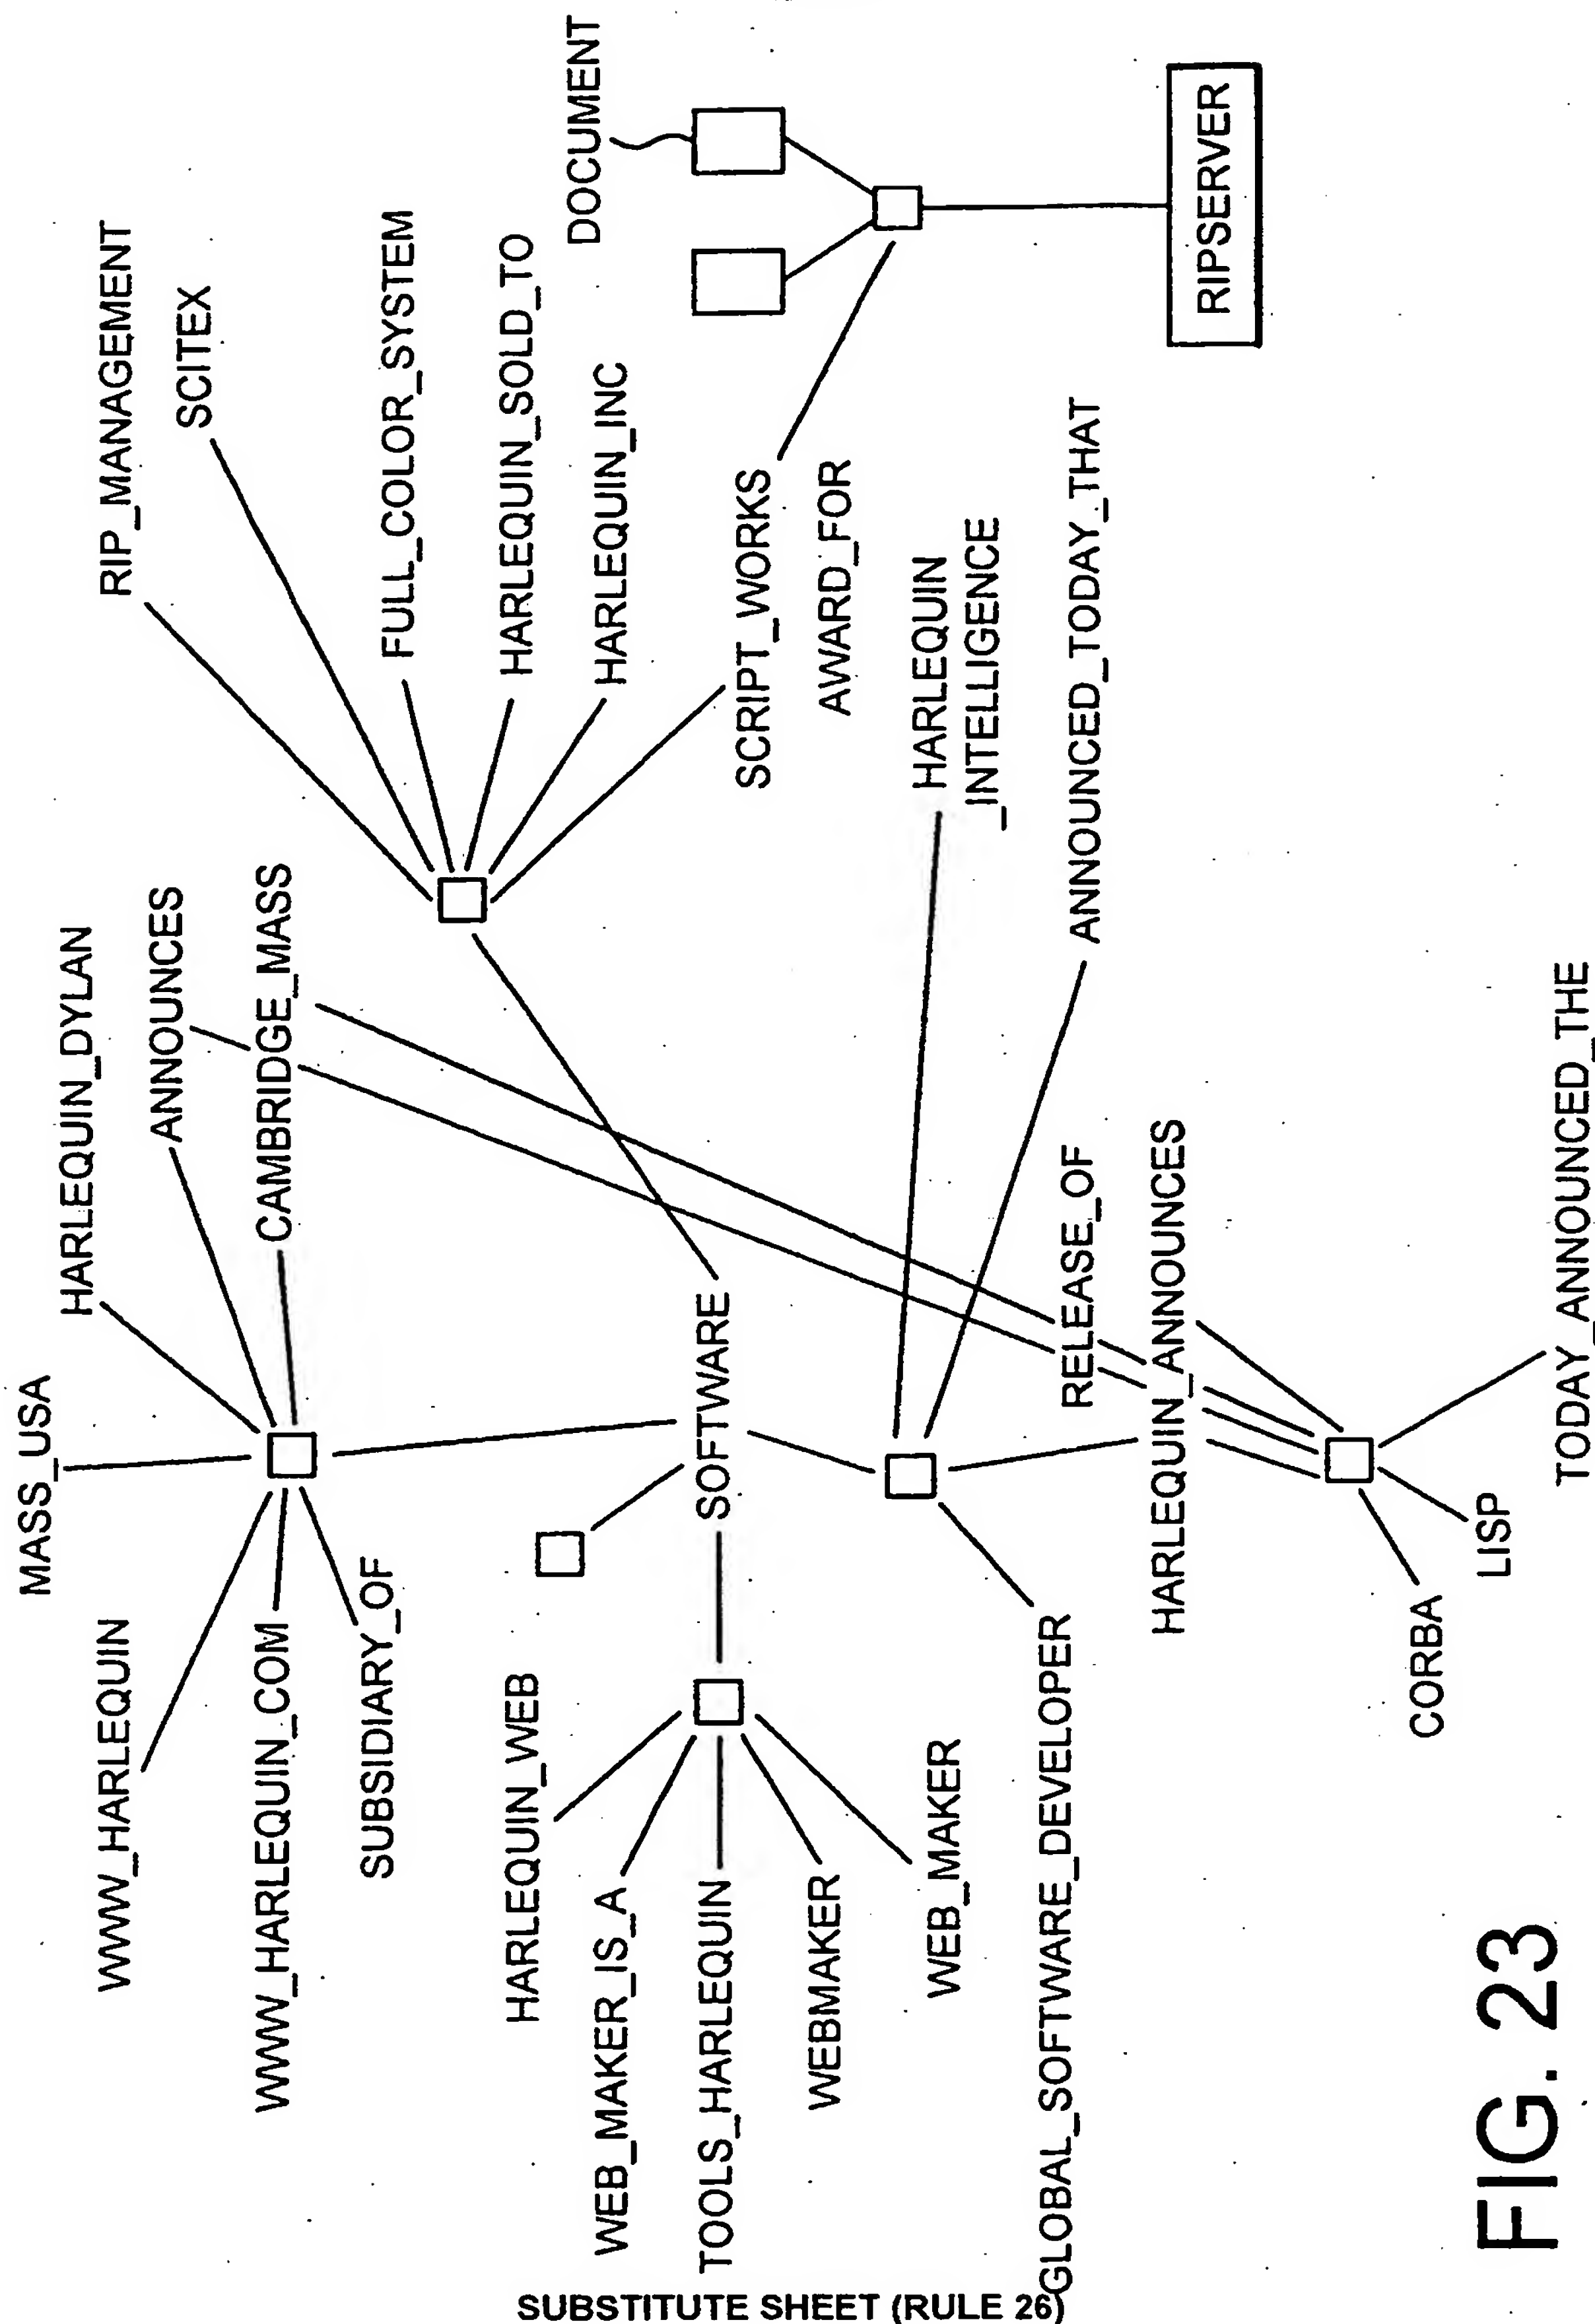 MASS_USA
HARLEQUIN_DYLAN
ANNOUNCES
CAMBRIDGE_MASS
WWW_HARLEQUIN
WWW_HARLEQUIN_COM
SUBSIDIARY_OF
RIP_MANAGEMENT
SCITEX
FULL_COLOR_SYSTEM
HARLEQUIN_SOLD_TO
HARLEQUIN_INC
SCRIPT_WORKS
AWARD_FOR
DOCUMENT
RIPSERVER
HARLEQUIN
_INTELLIGENCE
ANNOUNCED_TODAY_THAT
SOFTWARE
HARLEQUIN_WEB
WEB_MAKER_IS_A
TOOLS_HARLEQUIN
WEBMAKER
WEB_MAKER
GLOBAL_SOFTWARE_DEVELOPER
RELEASE_OF
HARLEQUIN_ANNOUNCES
CORBA
LISP
TODAY_ANNOUNCED_THE
FIG. 23
SUBSTITUTE SHEET (RULE 26)